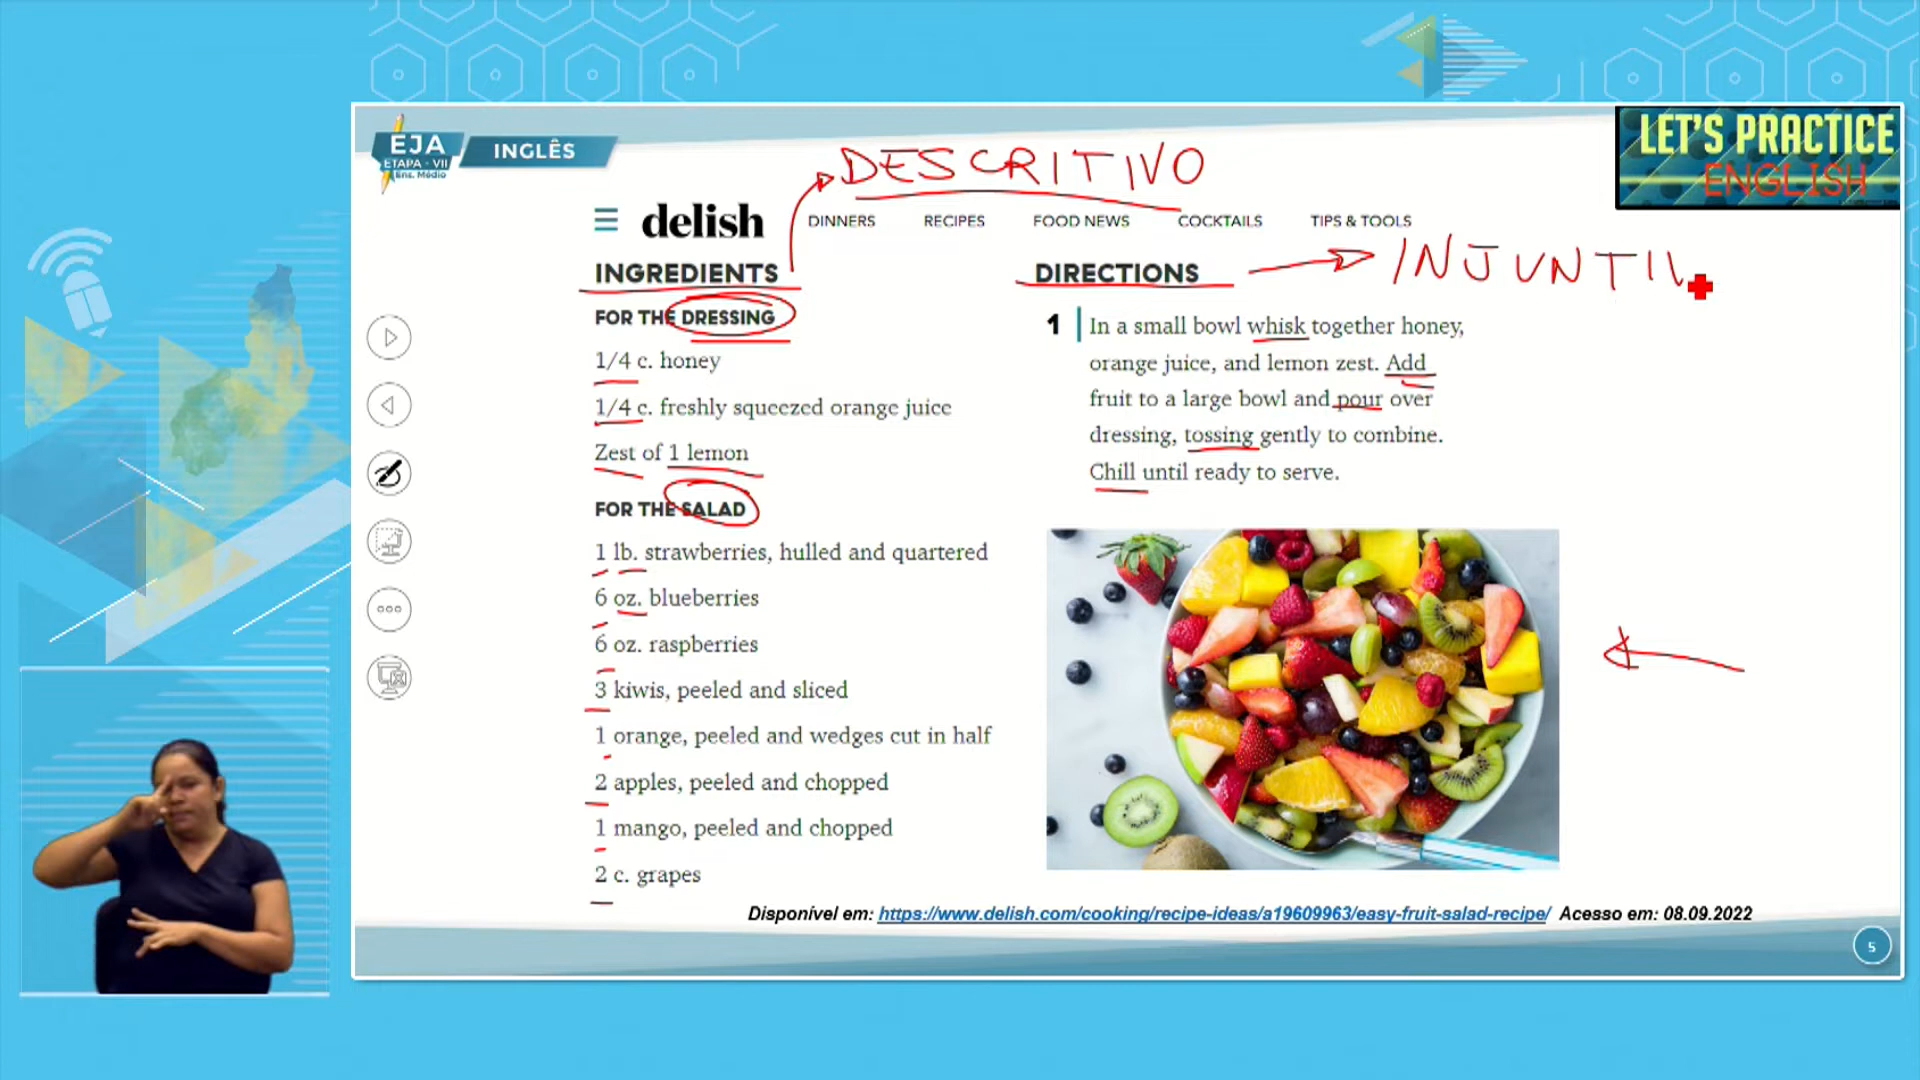 EJA
ETAPA - VII
Ens. Médio
INGLÊS
LET'S PRACTICE
ENGLISH
DESCRITIVO
delish
DINNERS RECIPES FOOD NEWS COCKTAILS TIPS & TOOLS
INGREDIENTS
FOR THE DRESSING
1/4 c. honey
1/4 c. freshly squeezed orange juice
Zest of 1 lemon
FOR THE SALAD
1 lb. strawberries, hulled and quartered
6 oz. blueberries
6 oz. raspberries
3 kiwis, peeled and sliced
1 orange, peeled and wedges cut in half
2 apples, peeled and chopped
1 mango, peeled and chopped
2 c. grapes
DIRECTIONS
INJUNTIV
1 In a small bowl whisk together honey,
orange juice, and lemon zest. Add
fruit to a large bowl and pour over
dressing, tossing gently to combine.
Chill until ready to serve.
Disponível em: https://www.delish.com/cooking/recipe-ideas/a19609963/easy-fruit-salad-recipe/ Acesso em: 08.09.2022
5